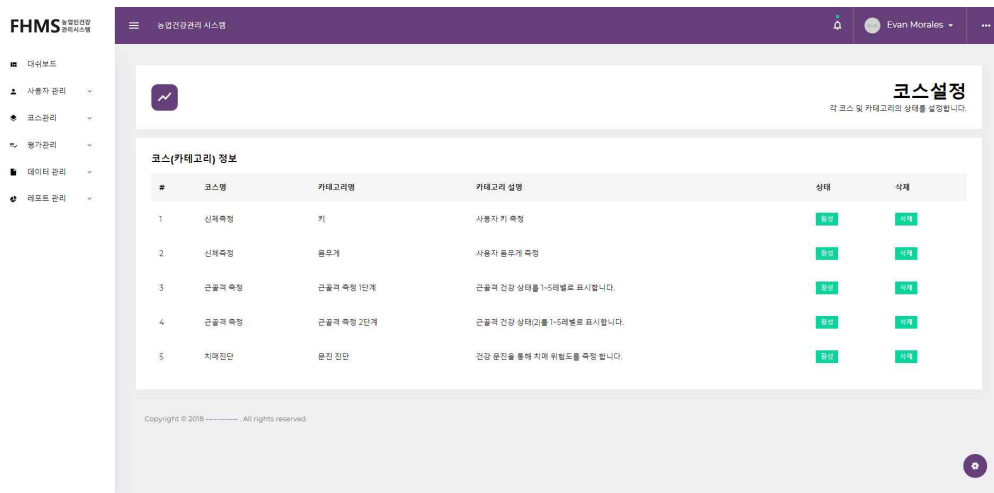 FHMS 농업인건강
관리시스템
농업건강관리 시스템
Evan Morales
대쉬보드
사용자 관리
코스관리
평가관리
데이터 관리
레포트 관리
코스설정
각 코스 및 카테고리의 상태를 설정합니다.
코스(카테고리) 정보
# 코스명 카테고리명 카테고리 설명 상태 삭제
1 신체측정 키 사용자 키 측정 활성 삭제
2 신체측정 몸무게 사용자 몸무게 측정 활성 삭제
3 근골격 측정 근골격 측정 1단계 근골격 건강 상태를 1~5레벨로 표시합니다. 활성 삭제
4 근골격 측정 근골격 측정 2단계 근골격 건강 상태(2)를 1~5레벨로 표시합니다. 활성 삭제
5 치매진단 문진 진단 건강 문진을 통해 치매 위험도를 측정 합니다. 활성 삭제
Copyright © 2018 ------------ . All rights reserved.